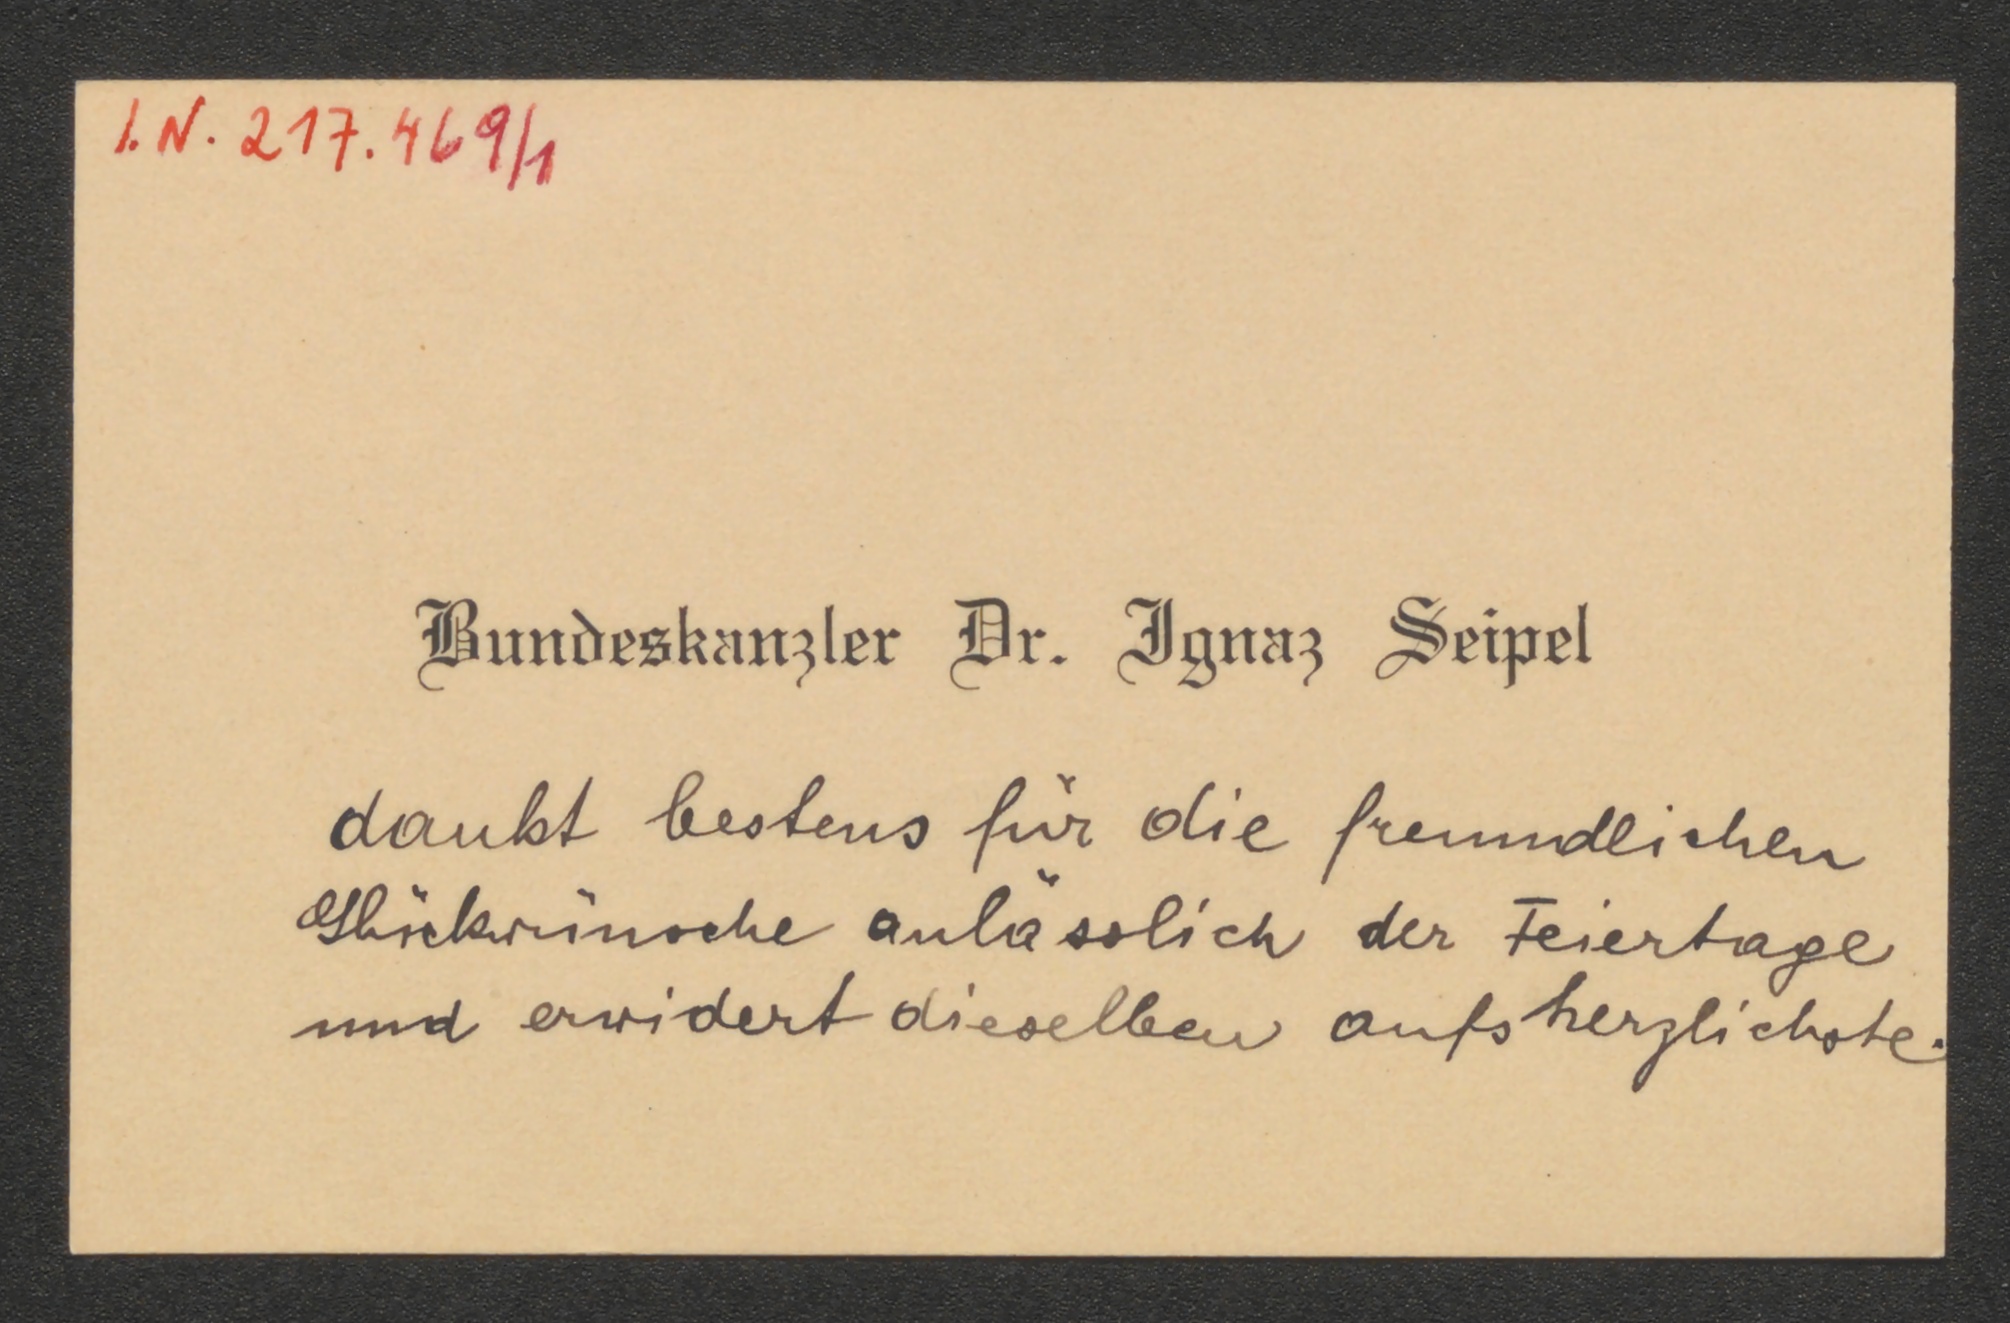 I.N. 217.469/1
Bundeskanzler Dr. Ignaz Seipel
dankt bestens für die freundlichen
Glückwünsche anlässlich der Feiertage
und erwidert dieselben aufs herzlichste.